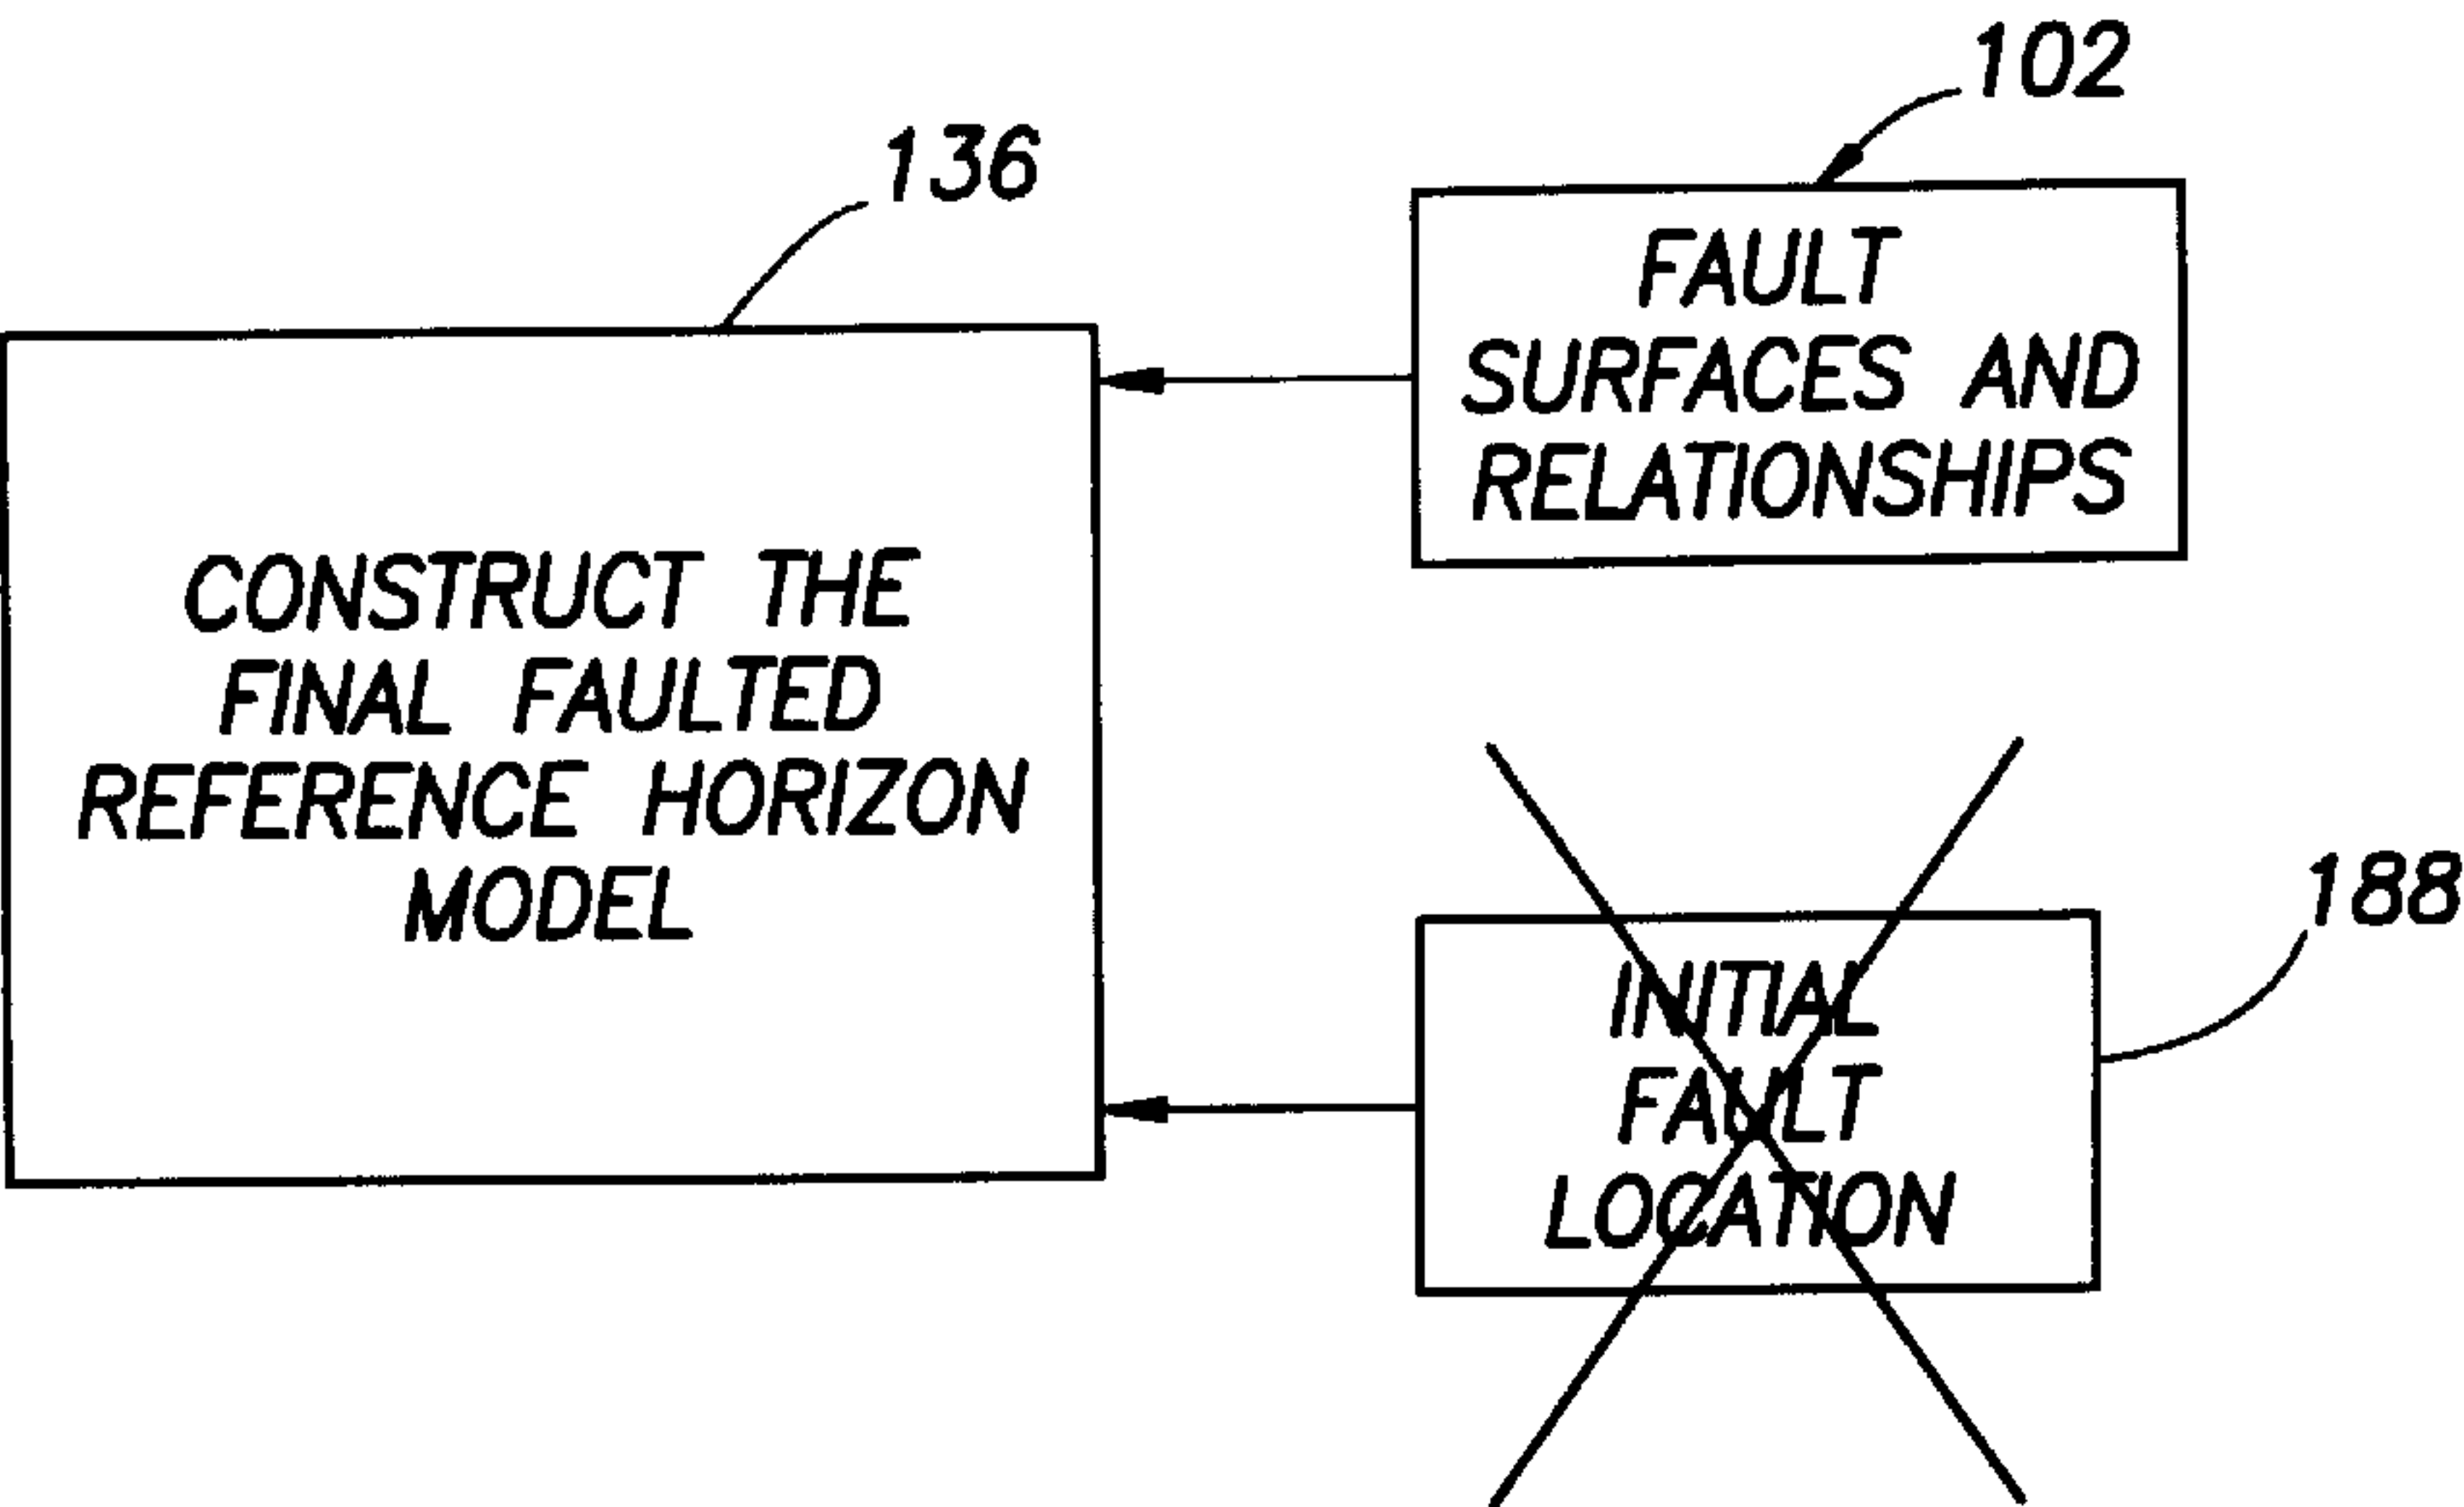 136
CONSTRUCT THE
FINAL FAULTED
REFERENCE HORIZON
MODEL
102
FAULT
SURFACES AND
RELATIONSHIPS
188
INITIAL
FAULT
LOCATION